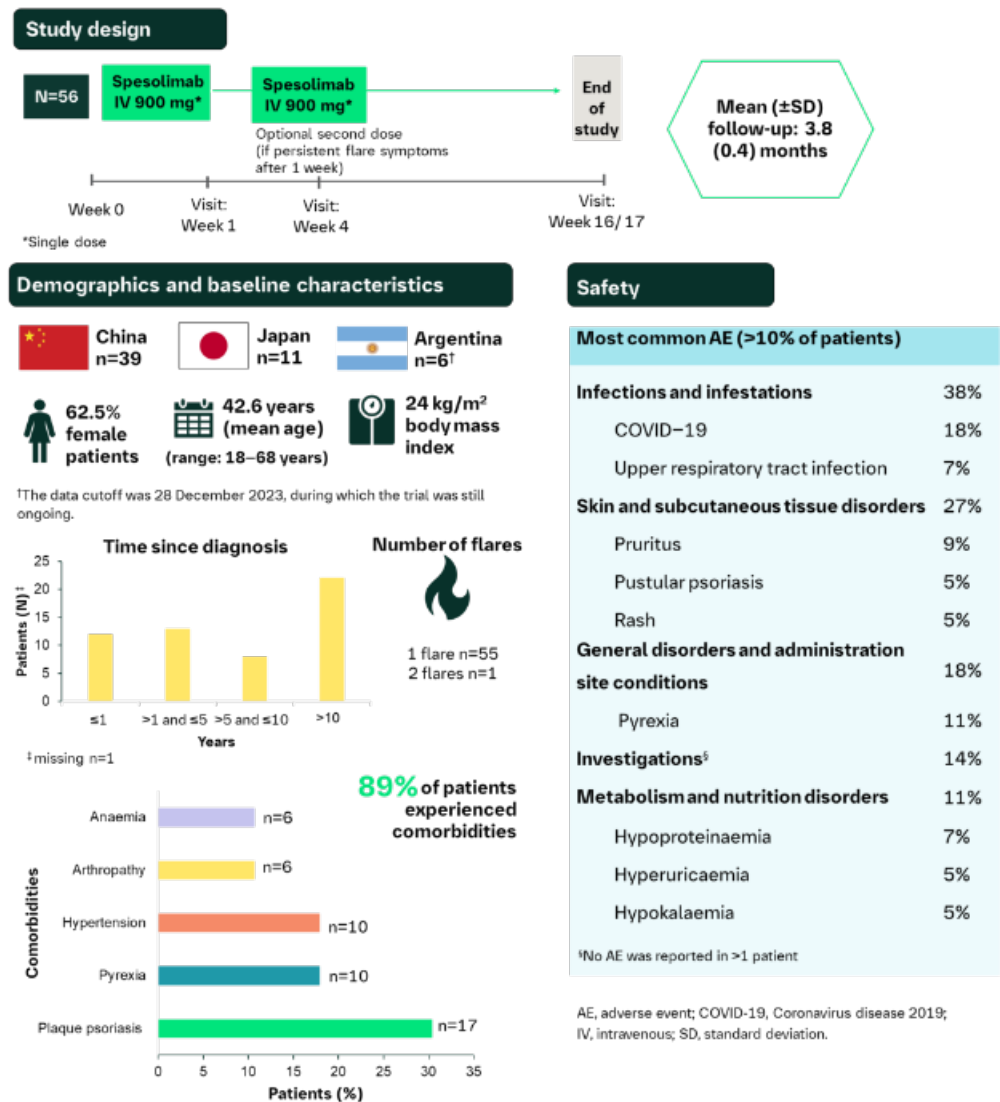 Study design
N=56
Spesolimab
IV 900 mg*
Spesolimab
IV 900 mg*
Optional second dose
(if persistent flare symptoms
after 1 week)
End
of
study
Mean (±SD)
follow-up: 3.8
(0.4) months
Week 0
Visit:
Week 1
Visit:
Week 4
Visit:
Week 16/ 17
*Single dose
Demographics and baseline characteristics
China
n=39
Japan
n=11
Argentina
n=6†
62.5%
female
patients
42.6 years
(mean age)
(range: 18–68 years)
24 kg/m²
body mass
index
†The data cutoff was 28 December 2023, during which the trial was still
ongoing.
Time since diagnosis
Patients (N)‡
25
20
15
10
5
0
≤1
>1 and ≤5
>5 and ≤10
>10
Years
‡missing n=1
Number of flares
1 flare n=55
2 flares n=1
89% of patients
experienced
comorbidities
Comorbidities
Anaemia
n=6
Arthropathy
n=6
Hypertension
n=10
Pyrexia
n=10
Plaque psoriasis
n=17
0 5 10 15 20 25 30 35
Patients (%)
Safety
Most common AE (>10% of patients)
Infections and infestations 38%
COVID–19 18%
Upper respiratory tract infection 7%
Skin and subcutaneous tissue disorders 27%
Pruritus 9%
Pustular psoriasis 5%
Rash 5%
General disorders and administration
site conditions 18%
Pyrexia 11%
Investigations§ 14%
Metabolism and nutrition disorders 11%
Hypoproteinaemia 7%
Hyperuricaemia 5%
Hypokalaemia 5%
§No AE was reported in >1 patient
AE, adverse event; COVID-19, Coronavirus disease 2019;
IV, intravenous; SD, standard deviation.